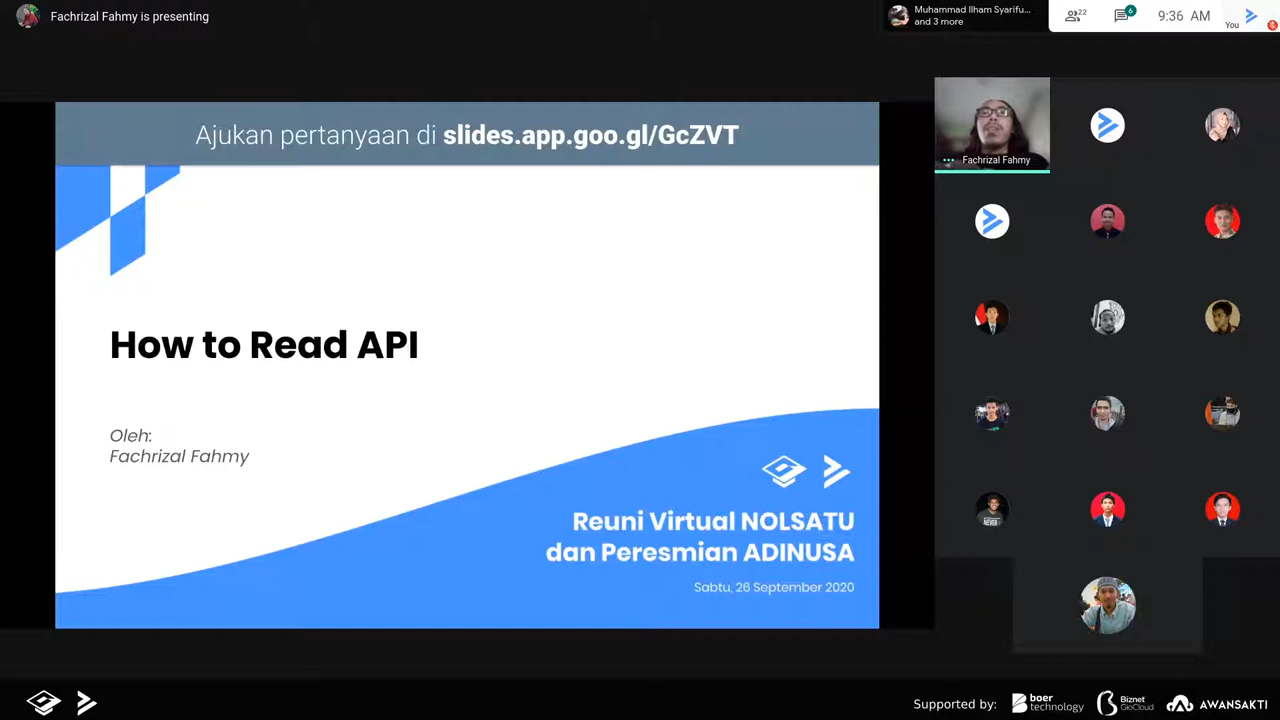 Fachrizal Fahmy is presenting
Muhammad Ilham Syarifu...
and 3 more
22
6
9:36 AM
You
Ajukan pertanyaan di slides.app.goo.gl/GcZVT
Fachrizal Fahmy
How to Read API
Oleh:
Fachrizal Fahmy
Reuni Virtual NOLSATU
dan Peresmian ADINUSA
Sabtu, 26 September 2020
Supported by:
boer
technology
Biznet
GioCloud
AWANSAKTI